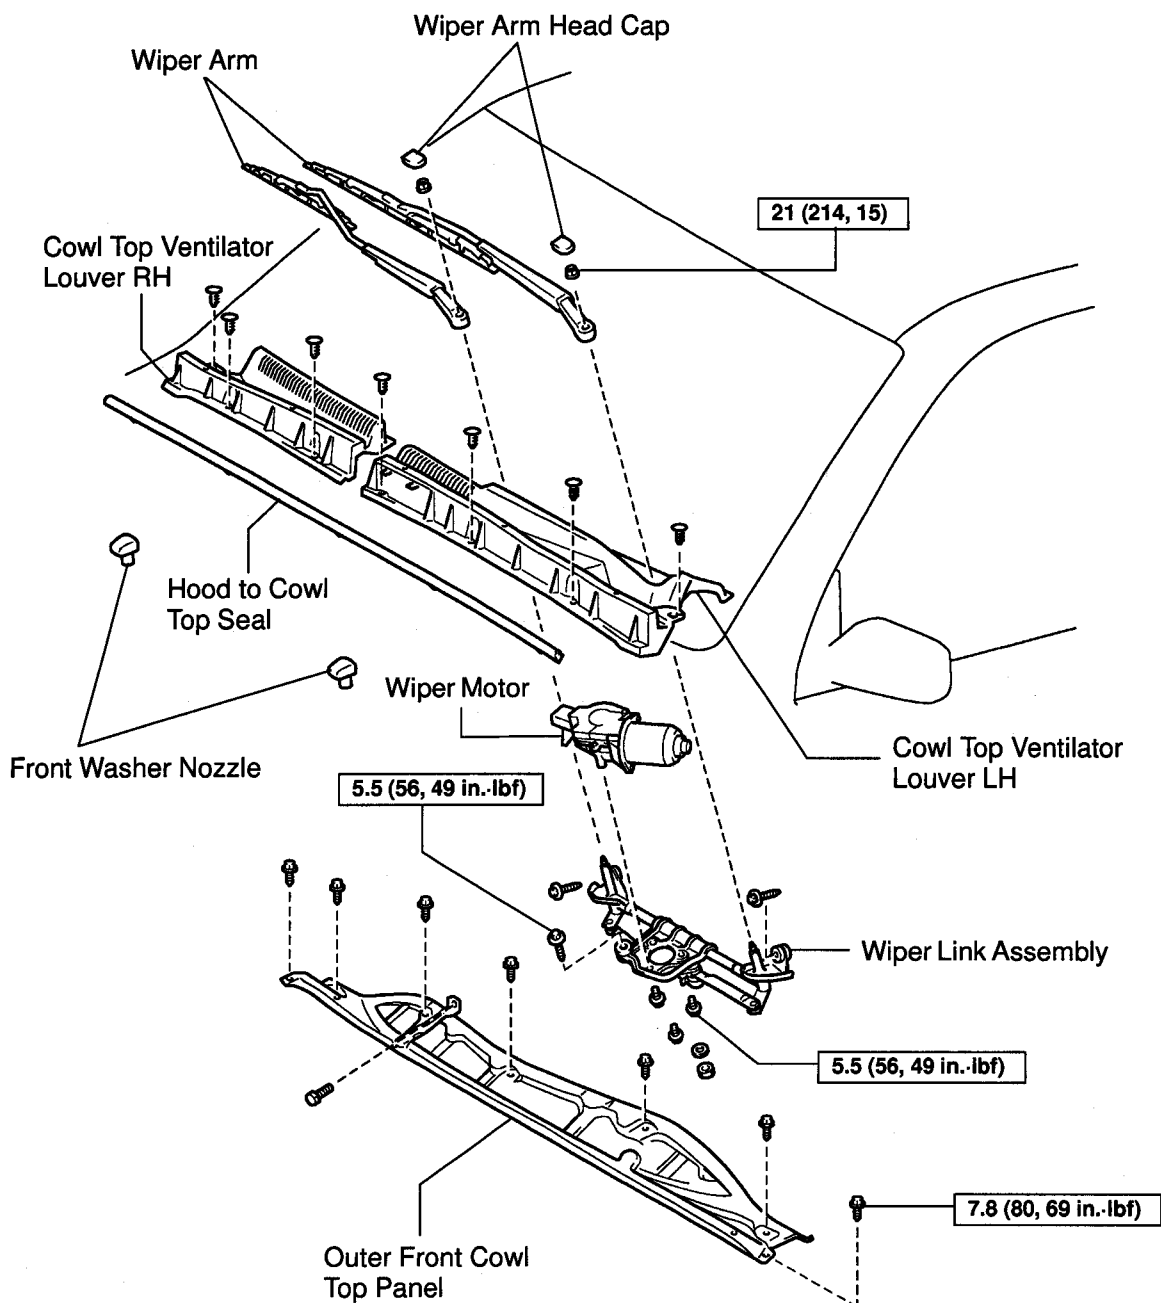 Wiper Arm Head Cap
Wiper Arm
21 (214, 15)
Cowl Top Ventilator
Louver RH
Hood to Cowl
Top Seal
Wiper Motor
Front Washer Nozzle
Cowl Top Ventilator
Louver LH
5.5 (56, 49 in.·lbf)
Wiper Link Assembly
5.5 (56, 49 in.·lbf)
7.8 (80, 69 in.·lbf)
Outer Front Cowl
Top Panel